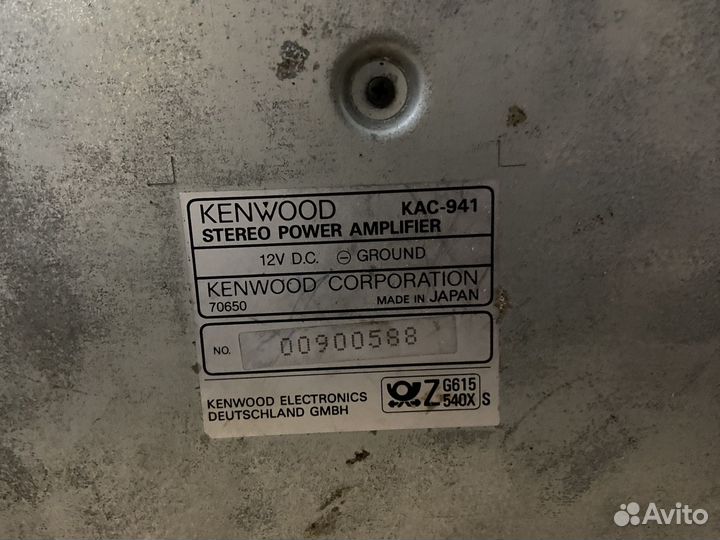 KENWOOD KAC-941
STEREO POWER AMPLIFIER
12V D.C. ⊖ GROUND
KENWOOD CORPORATION
70650 MADE IN JAPAN
NO. 00900588
KENWOOD ELECTRONICS
DEUTSCHLAND GMBH
Z G615
540X S
Avito